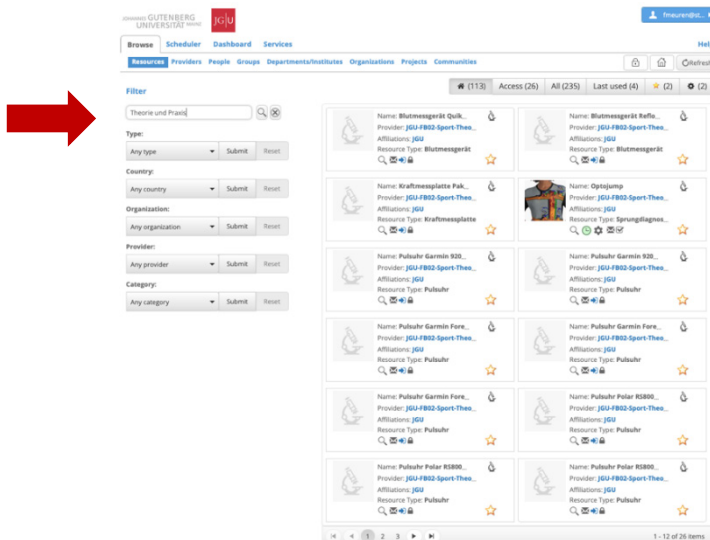 JOHANNES GUTENBERG
UNIVERSITÄT MAINZ
JG|U
fmeuren@st...
Browse Scheduler Dashboard Services
Hel
Resources Providers People Groups Departments/Institutes Organizations Projects Communities
Refresh
Filter
(113) Access (26) All (235) Last used (4) (2) (2)
Theorie und Praxis
Type:
Any type Submit Reset
Country:
Any country Submit Reset
Organization:
Any organization Submit Reset
Provider:
Any provider Submit Reset
Category:
Any category Submit Reset
Name: Blutmessgerät Quik...
Provider: JGU-FB02-Sport-Theo...
Affiliations: JGU
Resource Type: Blutmessgerät
Name: Blutmessgerät Reflo...
Provider: JGU-FB02-Sport-Theo...
Affiliations: JGU
Resource Type: Blutmessgerät
Name: Kraftmessplatte Pak...
Provider: JGU-FB02-Sport-Theo...
Affiliations: JGU
Resource Type: Kraftmessplatte
Name: Optojump
Provider: JGU-FB02-Sport-Theo...
Affiliations: JGU
Resource Type: Sprungdiagnos...
Name: Pulsuhr Garmin 920...
Provider: JGU-FB02-Sport-Theo...
Affiliations: JGU
Resource Type: Pulsuhr
Name: Pulsuhr Garmin 920...
Provider: JGU-FB02-Sport-Theo...
Affiliations: JGU
Resource Type: Pulsuhr
Name: Pulsuhr Garmin Fore...
Provider: JGU-FB02-Sport-Theo...
Affiliations: JGU
Resource Type: Pulsuhr
Name: Pulsuhr Garmin Fore...
Provider: JGU-FB02-Sport-Theo...
Affiliations: JGU
Resource Type: Pulsuhr
Name: Pulsuhr Garmin Fore...
Provider: JGU-FB02-Sport-Theo...
Affiliations: JGU
Resource Type: Pulsuhr
Name: Pulsuhr Polar RS800...
Provider: JGU-FB02-Sport-Theo...
Affiliations: JGU
Resource Type: Pulsuhr
Name: Pulsuhr Polar RS800...
Provider: JGU-FB02-Sport-Theo...
Affiliations: JGU
Resource Type: Pulsuhr
Name: Pulsuhr Polar RS800...
Provider: JGU-FB02-Sport-Theo...
Affiliations: JGU
Resource Type: Pulsuhr
1 2 3
1 - 12 of 26 items